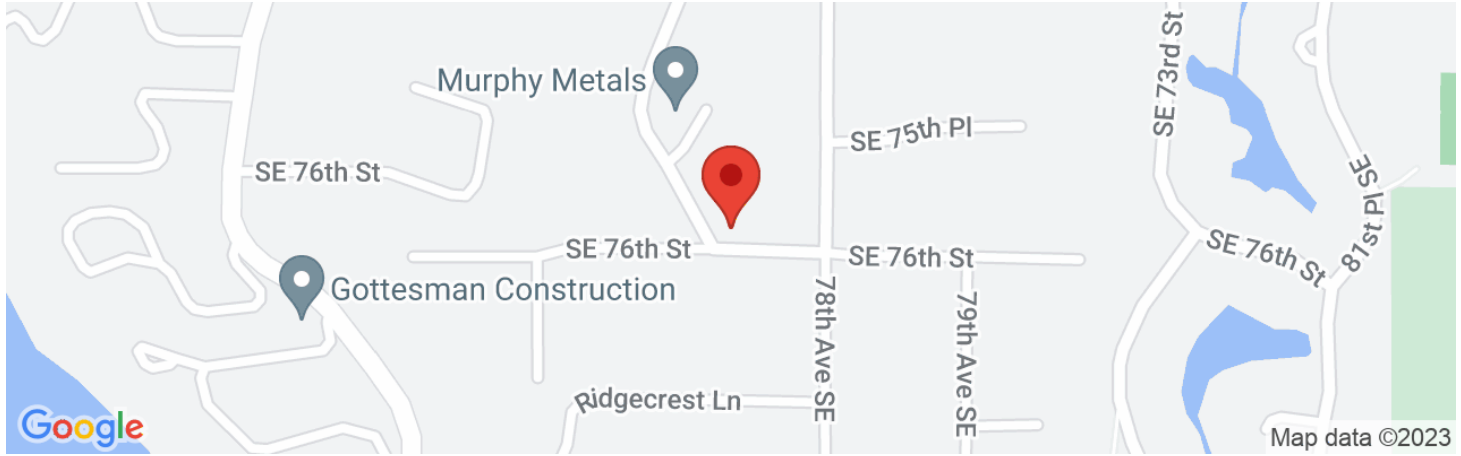 Murphy Metals
SE 75th Pl
SE 73rd St
SE 76th St
81st Pl SE
SE 76th St
SE 76th St
SE 76th St
Gottesman Construction
78th Ave SE
79th Ave SE
Ridgecrest Ln
Google
Map data ©2023